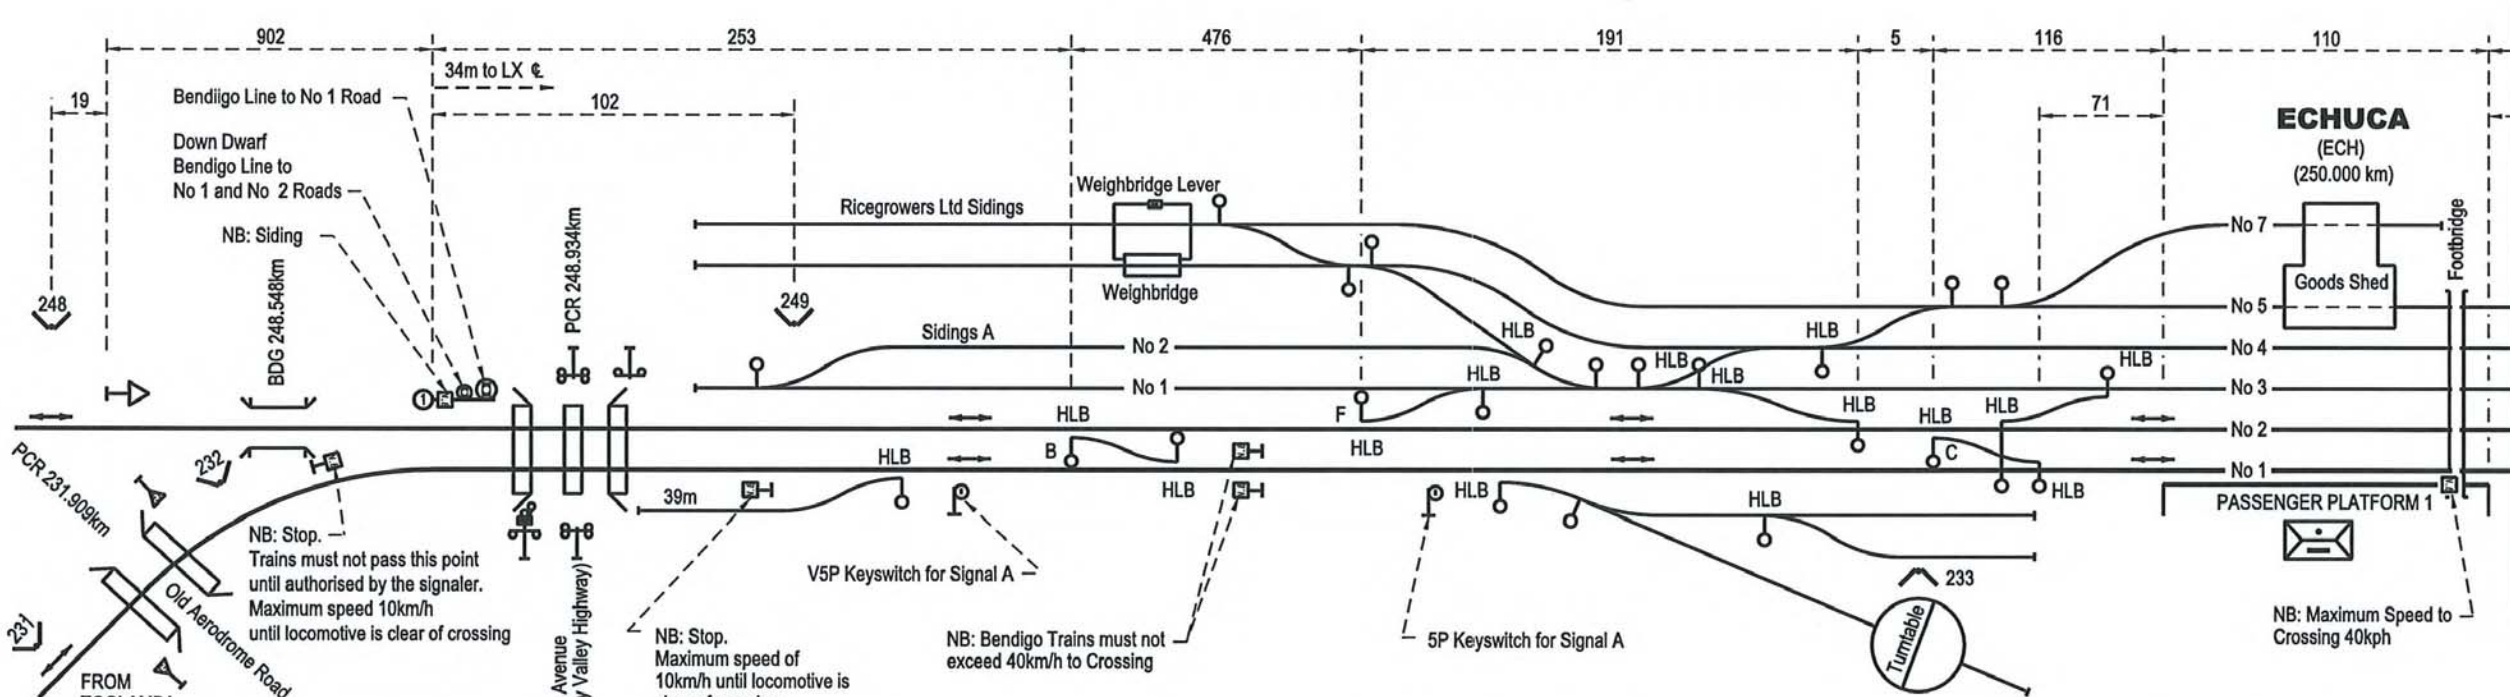 902
253
476
191
5
116
110
34m to LX ℄
19
102
71
Bendiigo Line to No 1 Road
Down Dwarf
Bendigo Line to
No 1 and No 2 Roads
NB: Siding
ECHUCA
(ECH)
(250.000 km)
Weighbridge Lever
Ricegrowers Ltd Sidings
Weighbridge
No 7
Goods Shed
Footbridge
No 5
248
249
BDG 248.548km
PCR 248.934km
Sidings A
No 2
HLB
HLB
HLB
HLB
No 4
No 1
HLB
HLB
No 3
1
HLB
F
HLB
HLB
HLB
HLB
No 2
B
C
No 1
PCR 231.909km
232
HLB
39m
HLB
HLB
HLB
HLB
PASSENGER PLATFORM 1
NB: Stop.
Trains must not pass this point
until authorised by the signaler.
Maximum speed 10km/h
until locomotive is clear of crossing
V5P Keyswitch for Signal A
233
Old Aerodrome Road
231
Avenue
Valley Highway)
NB: Stop.
Maximum speed of
10km/h until locomotive is
NB: Bendigo Trains must not
exceed 40km/h to Crossing
5P Keyswitch for Signal A
Turntable
NB: Maximum Speed to
Crossing 40kph
FROM